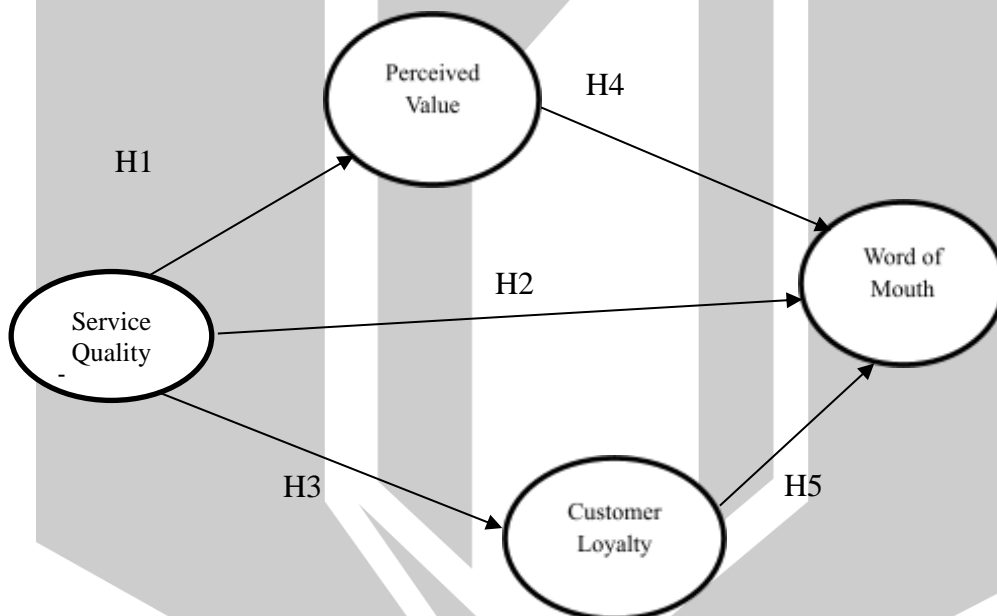 Perceived
Value
H4
H1
Word of
Mouth
H2
Service
Quality
-
H3
H5
Customer
Loyalty